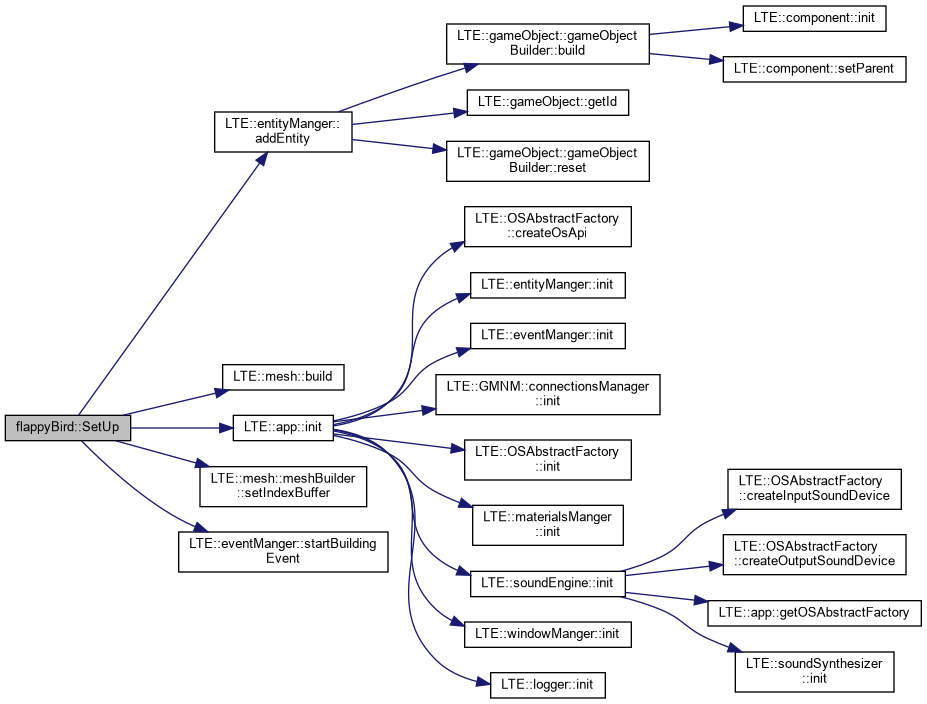 LTE::component::init
LTE::gameObject::gameObject
Builder::build
LTE::component::setParent
LTE::gameObject::getId
LTE::entityManger::
addEntity
LTE::gameObject::gameObject
Builder::reset
LTE::OSAbstractFactory
::createOsApi
LTE::entityManger::init
LTE::eventManger::init
LTE::mesh::build
LTE::GMNM::connectionsManager
::init
flappyBird::SetUp
LTE::app::init
LTE::OSAbstractFactory
::init
LTE::mesh::meshBuilder
::setIndexBuffer
LTE::OSAbstractFactory
::createInputSoundDevice
LTE::materialsManger
::init
LTE::eventManger::startBuilding
Event
LTE::OSAbstractFactory
::createOutputSoundDevice
LTE::soundEngine::init
LTE::app::getOSAbstractFactory
LTE::windowManger::init
LTE::soundSynthesizer
::init
LTE::logger::init